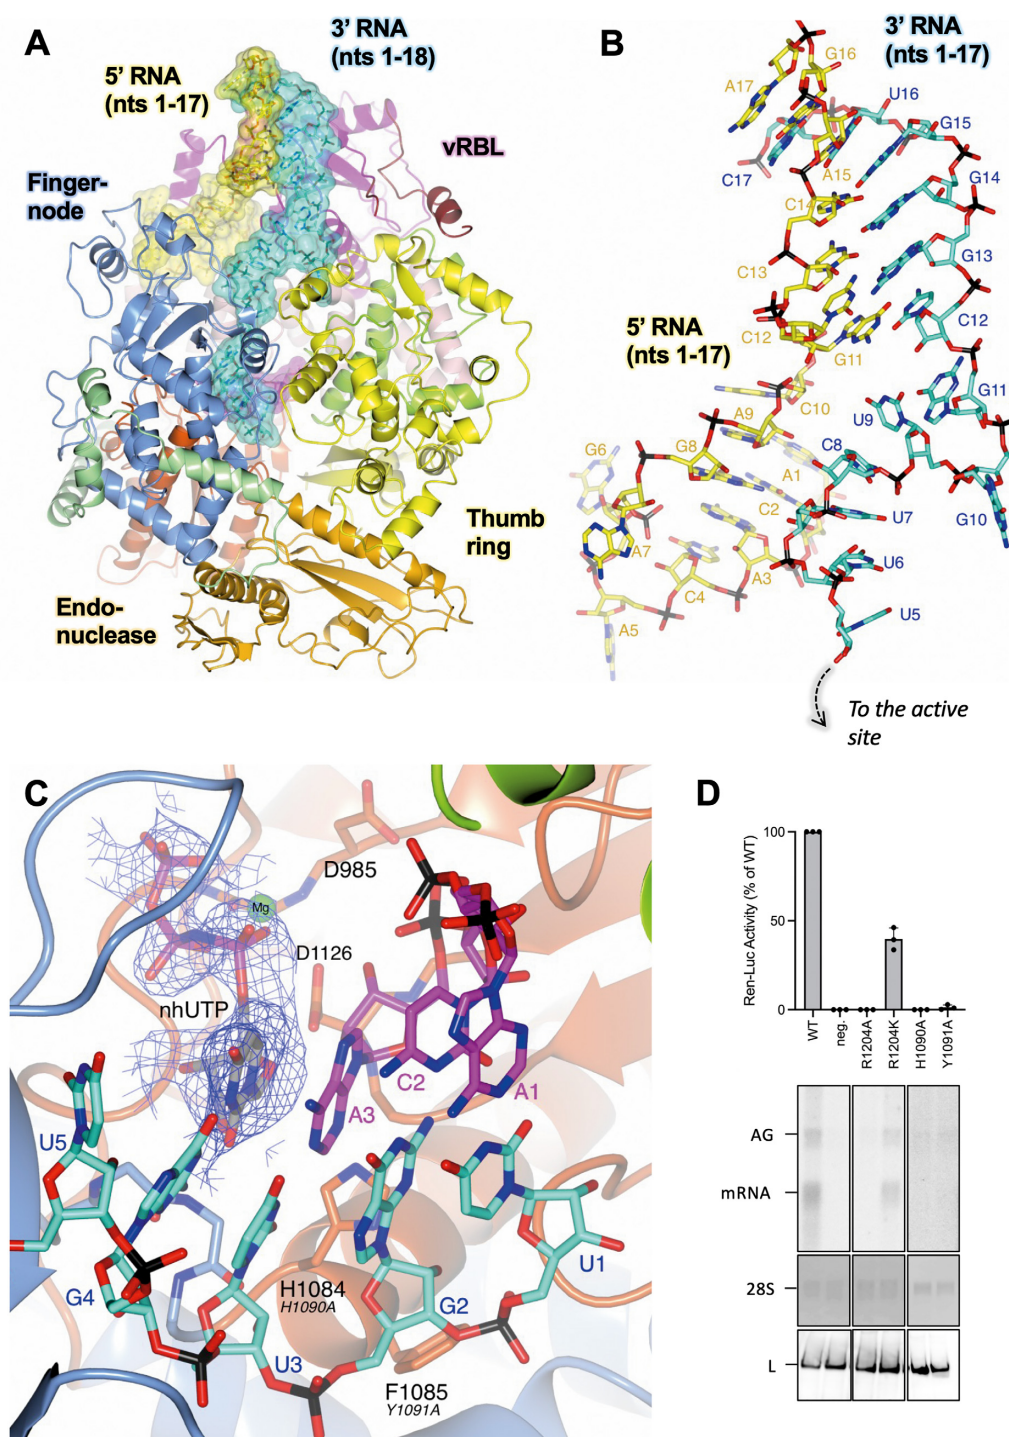 A
5’ RNA
(nts 1-17)
3’ RNA
(nts 1-18)
vRBL
Finger-
node
Thumb
ring
Endo-
nuclease
B
3’ RNA
(nts 1-17)
G16
A17
U16
G15
C17
A15
G14
C14
G13
C13
C12
C12
G11
5’ RNA
(nts 1-17)
C10
G11
A9
U9
G6
G8
C8
A1
C2
U7
G10
A7
A3
U6
C4
U5
A5
To the active
site
C
D985
Mg
D1126
nhUTP
C2
A1
A3
U5
U1
G4
H1084
H1090A
G2
U3
F1085
Y1091A
D
Ren-Luc Activity (% of WT)
100
50
0
WT
neg.
R1204A
R1204K
H1090A
Y1091A
AG
mRNA
28S
L